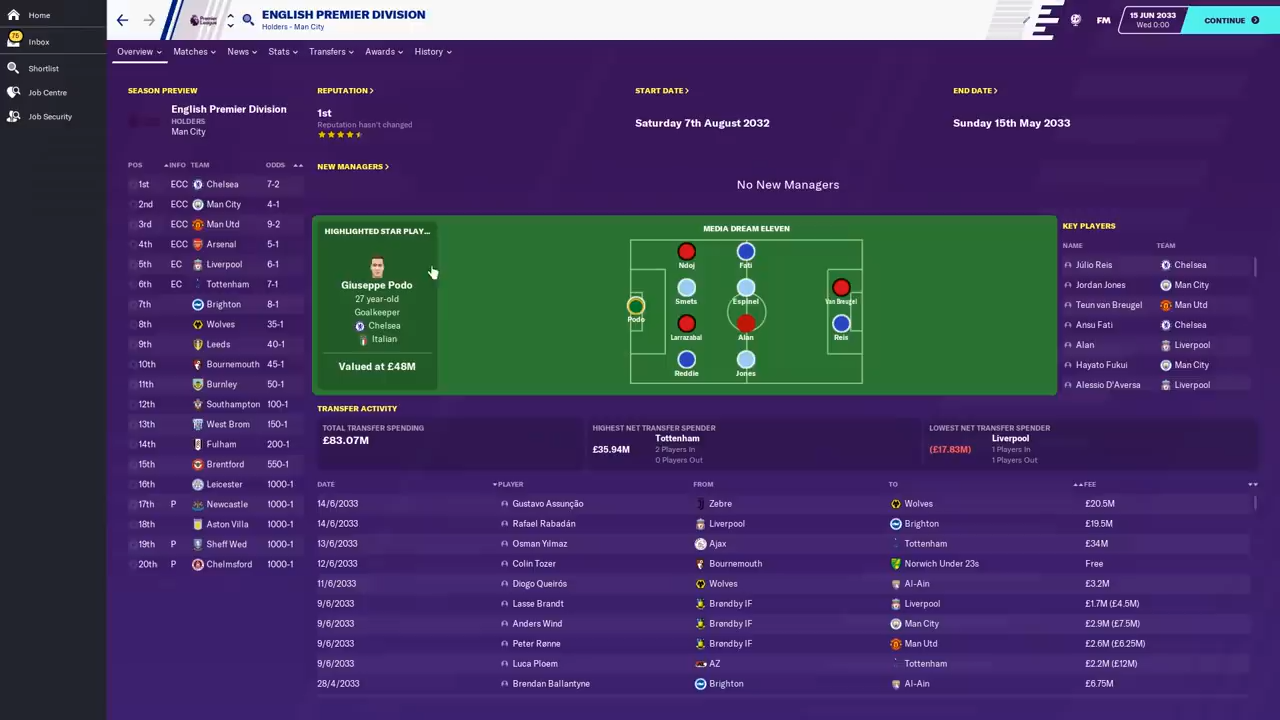 Home
75
Inbox
Shortlist
Job Centre
Job Security
Premier League
ENGLISH PREMIER DIVISION
Holders - Man City
FM
15 JUN 2033
Wed 0:00
CONTINUE
Overview Matches News Stats Transfers Awards History
SEASON PREVIEW
English Premier Division
HOLDERS
Man City
REPUTATION
1st
Reputation hasn't changed
START DATE
Saturday 7th August 2032
END DATE
Sunday 15th May 2033
NEW MANAGERS
No New Managers
POS INFO TEAM ODDS
1st ECC Chelsea 7-2
2nd ECC Man City 4-1
3rd ECC Man Utd 9-2
4th ECC Arsenal 5-1
5th EC Liverpool 6-1
6th EC Tottenham 7-1
7th Brighton 8-1
8th Wolves 35-1
9th Leeds 40-1
10th Bournemouth 45-1
11th Burnley 50-1
12th Southampton 100-1
13th West Brom 150-1
14th Fulham 200-1
15th Brentford 550-1
16th Leicester 1000-1
17th P Newcastle 1000-1
18th Aston Villa 1000-1
19th P Sheff Wed 1000-1
20th P Chelmsford 1000-1
HIGHLIGHTED STAR PLAY...
Giuseppe Podo
27 year-old
Goalkeeper
Chelsea
Italian
Valued at £48M
MEDIA DREAM ELEVEN
Ndoj Fati
Smets Espinel Van Breugel
Podo
Larrazabal Alan Reis
Reddie Jones
KEY PLAYERS
NAME TEAM
Júlio Reis Chelsea
Jordan Jones Man City
Teun van Breugel Man Utd
Ansu Fati Chelsea
Alan Liverpool
Hayato Fukui Man City
Alessio D'Aversa Liverpool
TRANSFER ACTIVITY
TOTAL TRANSFER SPENDING
£83.07M
HIGHEST NET TRANSFER SPENDER
£35.94M
Tottenham
2 Players In
0 Players Out
LOWEST NET TRANSFER SPENDER
(£17.83M)
Liverpool
1 Players In
1 Players Out
DATE PLAYER FROM TO FEE
14/6/2033 Gustavo Assunção Zebre Wolves £20.5M
14/6/2033 Rafael Rabadán Liverpool Brighton £19.5M
13/6/2033 Osman Yılmaz Ajax Tottenham £34M
12/6/2033 Colin Tozer Bournemouth Norwich Under 23s Free
11/6/2033 Diogo Queirós Wolves Al-Ain £3.2M
9/6/2033 Lasse Brandt Brøndby IF Liverpool £1.7M (£4.5M)
9/6/2033 Anders Wind Brøndby IF Man City £2.9M (£7.5M)
9/6/2033 Peter Rønne Brøndby IF Man Utd £2.6M (£6.25M)
9/6/2033 Luca Ploem AZ Tottenham £2.2M (£12M)
28/4/2033 Brendan Ballantyne Brighton Al-Ain £6.75M